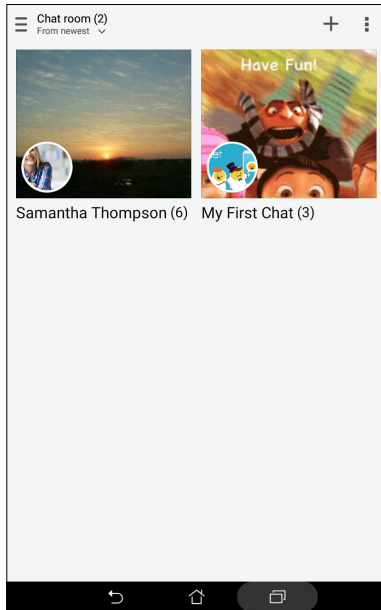 Chat room (2)
From newest
Have Fun!
Samantha Thompson (6)
My First Chat (3)